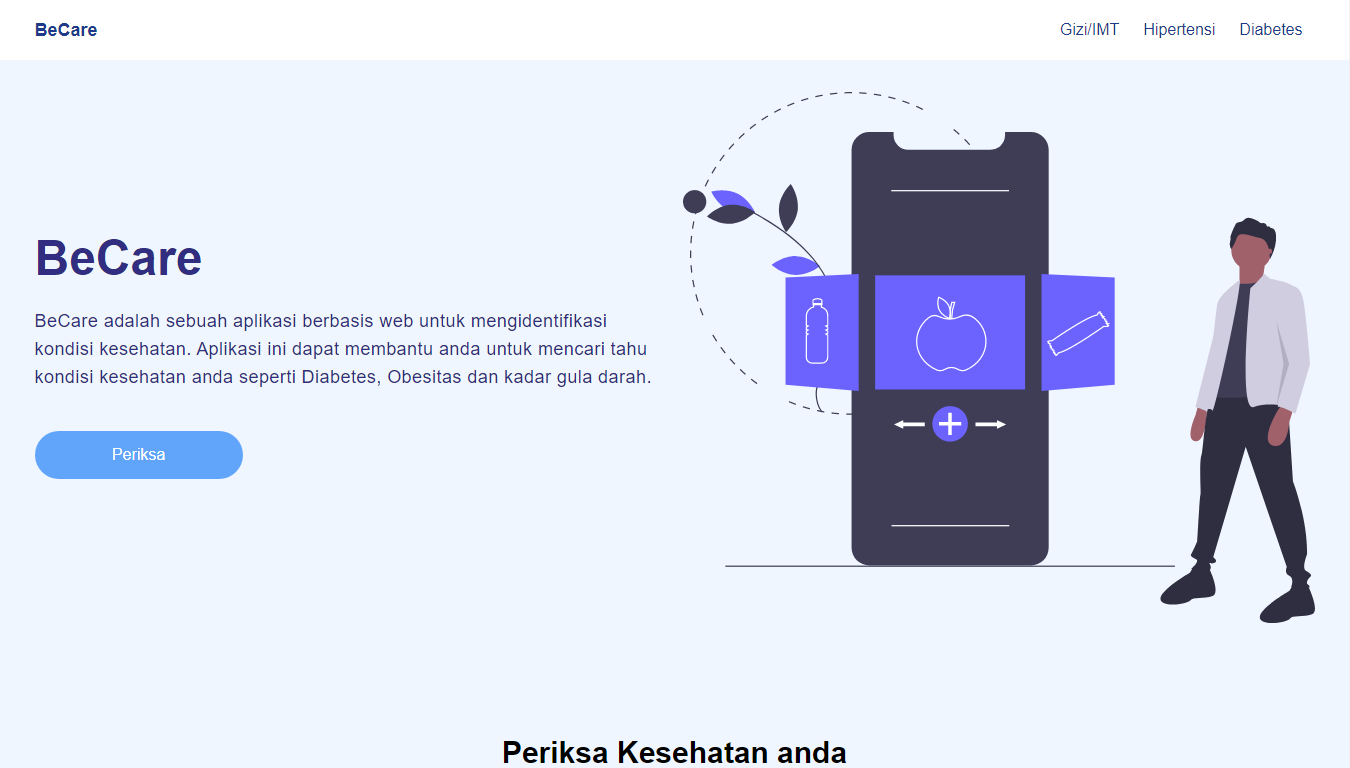 BeCare
Gizi/IMT Hipertensi Diabetes
BeCare
BeCare adalah sebuah aplikasi berbasis web untuk mengidentifikasi
kondisi kesehatan. Aplikasi ini dapat membantu anda untuk mencari tahu
kondisi kesehatan anda seperti Diabetes, Obesitas dan kadar gula darah.
Periksa
Periksa Kesehatan anda